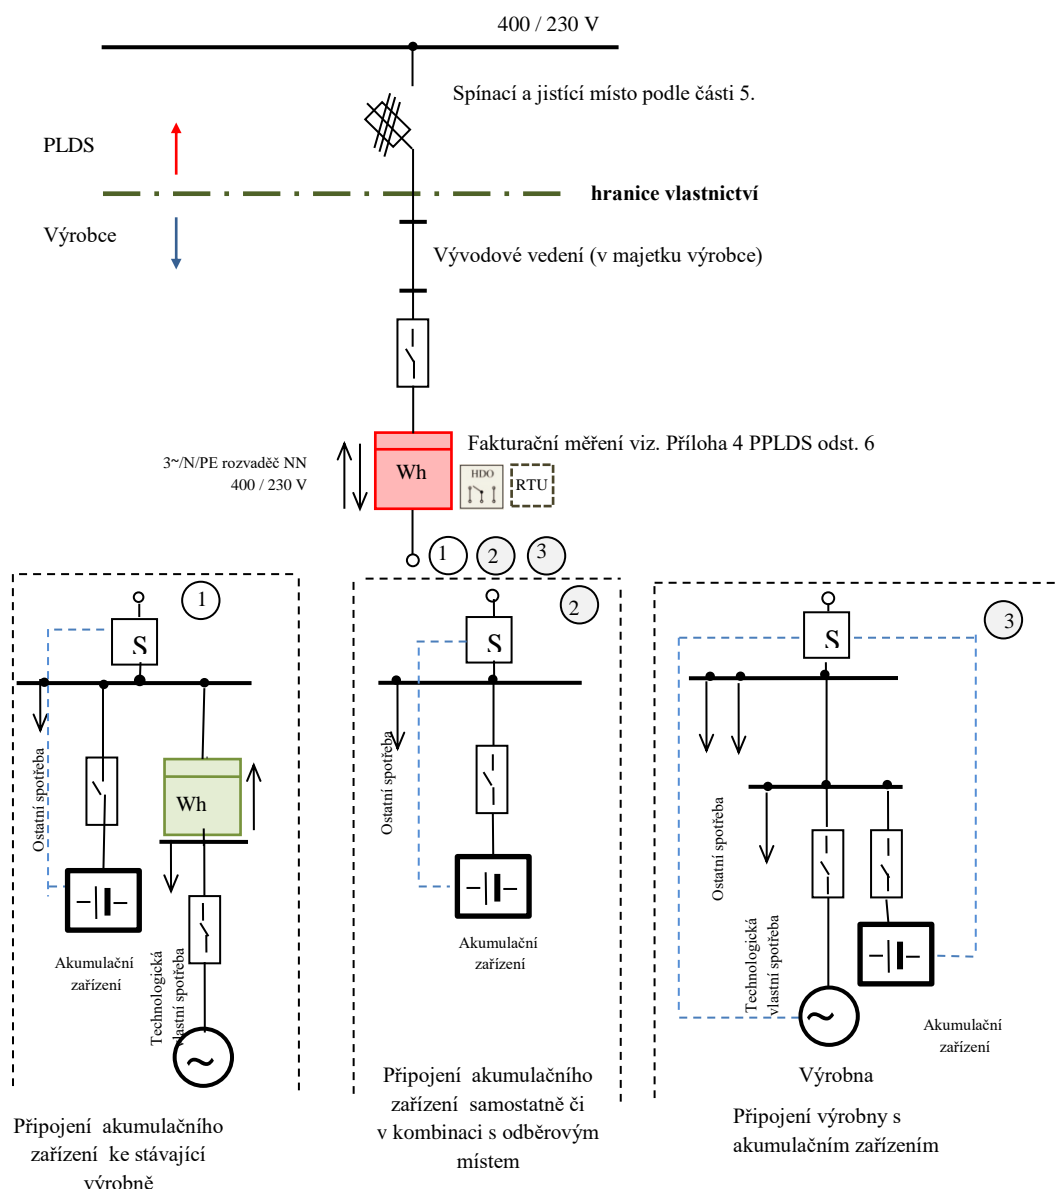 400 / 230 V
Spínací a jistící místo podle části 5.
PLDS
hranice vlastnictví
Výrobce
Vývodové vedení (v majetku výrobce)
Fakturační měření viz. Příloha 4 PPLDS odst. 6
3~/N/PE rozvaděč NN
400 / 230 V
Wh
HDO
RTU
1
2
3
1
S
Ostatní spotřeba
Wh
Akumulační
zařízení
Technologická
vlastní spotřeba
~
Připojení akumulačního
zařízení ke stávající
výrobně
2
S
Ostatní spotřeba
Akumulační
zařízení
Připojení akumulačního
zařízení samostatně či
v kombinaci s odběrovým
místem
3
S
Ostatní spotřeba
Technologická
vlastní spotřeba
~
Akumulační
zařízení
Výrobna
Připojení výrobny s
akumulačním zařízením